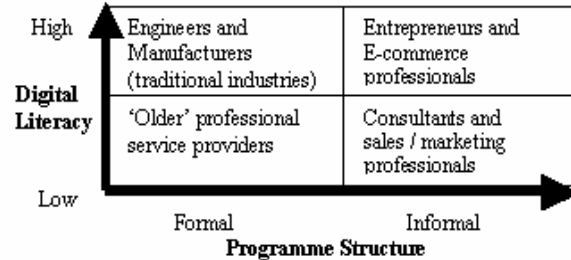 High
Engineers and
Manufacturers
(traditional industries)
Entrepreneurs and
E-commerce
professionals
Digital
Literacy
‘Older’ professional
service providers
Consultants and
sales / marketing
professionals
Low
Formal
Informal
Programme Structure